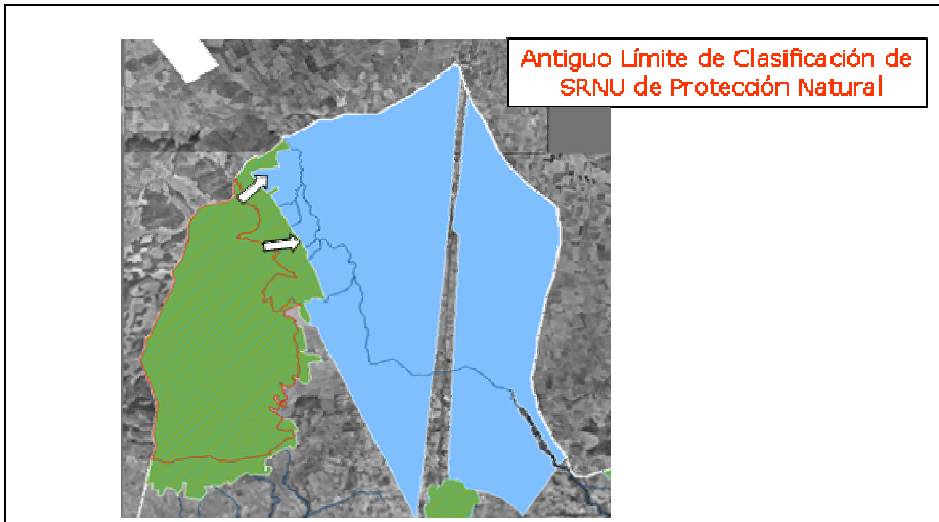 Antiguo Límite de Clasificación de
SRNU de Protección Natural